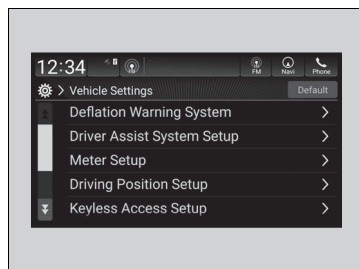 12:34
FM Navi Phone
Vehicle Settings Default
Deflation Warning System
Driver Assist System Setup
Meter Setup
Driving Position Setup
Keyless Access Setup